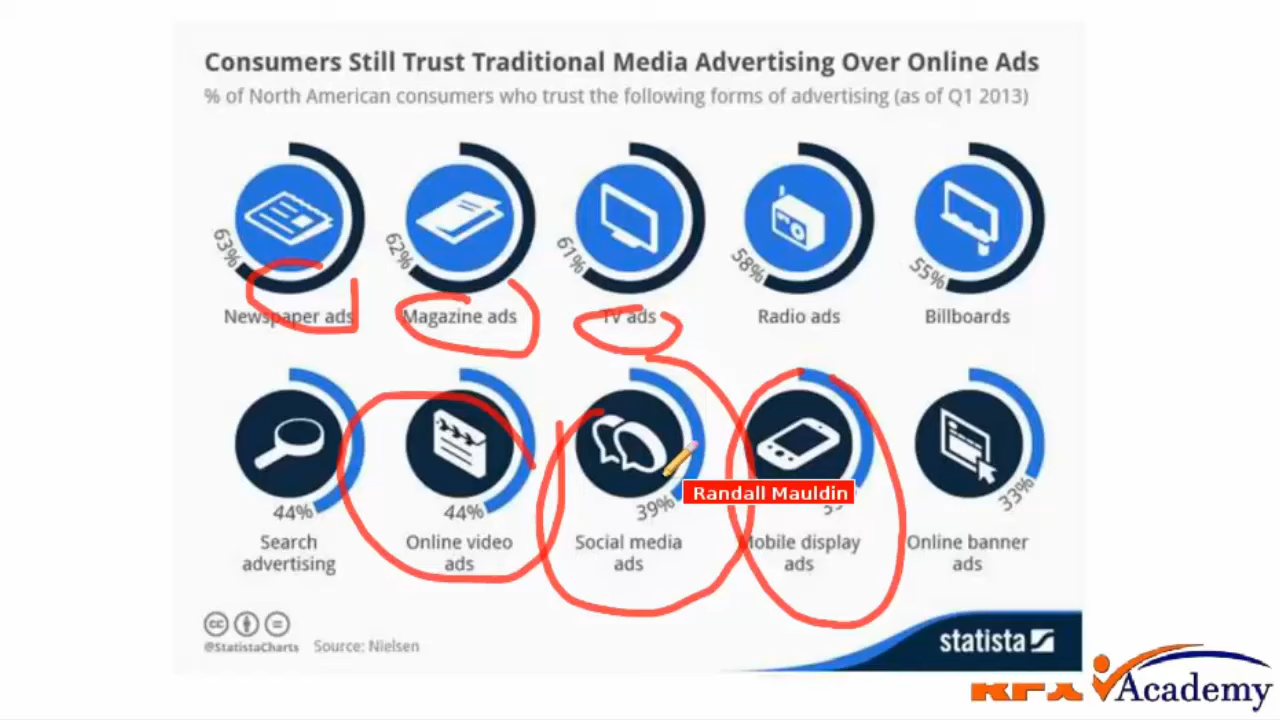 Consumers Still Trust Traditional Media Advertising Over Online Ads
% of North American consumers who trust the following forms of advertising (as of Q1 2013)
63% 62% 61% 58% 55%
Newspaper ads Magazine ads TV ads Radio ads Billboards
44% 44% 39% 33%
Randall Mauldin
Search advertising
Online video ads
Social media ads
Mobile display ads
Online banner ads
@StatistaCharts Source: Nielsen
statista
Academy